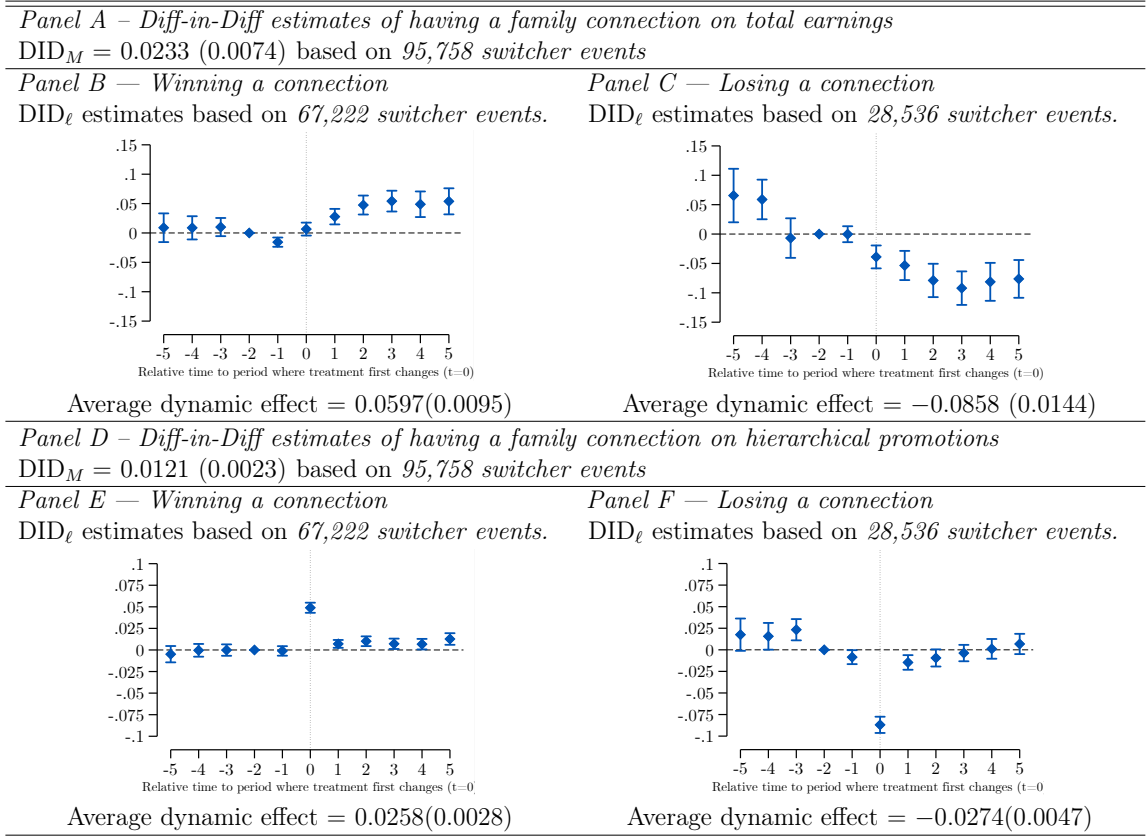 Panel A – Diff-in-Diff estimates of having a family connection on total earnings
DID_M = 0.0233 (0.0074) based on 95,758 switcher events
Panel B — Winning a connection
DID_ℓ estimates based on 67,222 switcher events.
.15
.1
.05
0
-.05
-.1
-.15
-5 -4 -3 -2 -1 0 1 2 3 4 5
Relative time to period where treatment first changes (t=0)
Average dynamic effect = 0.0597(0.0095)
Panel C — Losing a connection
DID_ℓ estimates based on 28,536 switcher events.
.15
.1
.05
0
-.05
-.1
-.15
-5 -4 -3 -2 -1 0 1 2 3 4 5
Relative time to period where treatment first changes (t=0)
Average dynamic effect = −0.0858 (0.0144)
Panel D – Diff-in-Diff estimates of having a family connection on hierarchical promotions
DID_M = 0.0121 (0.0023) based on 95,758 switcher events
Panel E — Winning a connection
DID_ℓ estimates based on 67,222 switcher events.
.1
.075
.05
.025
0
-.025
-.05
-.075
-.1
-5 -4 -3 -2 -1 0 1 2 3 4 5
Relative time to period where treatment first changes (t=0)
Average dynamic effect = 0.0258(0.0028)
Panel F — Losing a connection
DID_ℓ estimates based on 28,536 switcher events.
.1
.075
.05
.025
0
-.025
-.05
-.075
-.1
-5 -4 -3 -2 -1 0 1 2 3 4 5
Relative time to period where treatment first changes (t=0)
Average dynamic effect = −0.0274(0.0047)